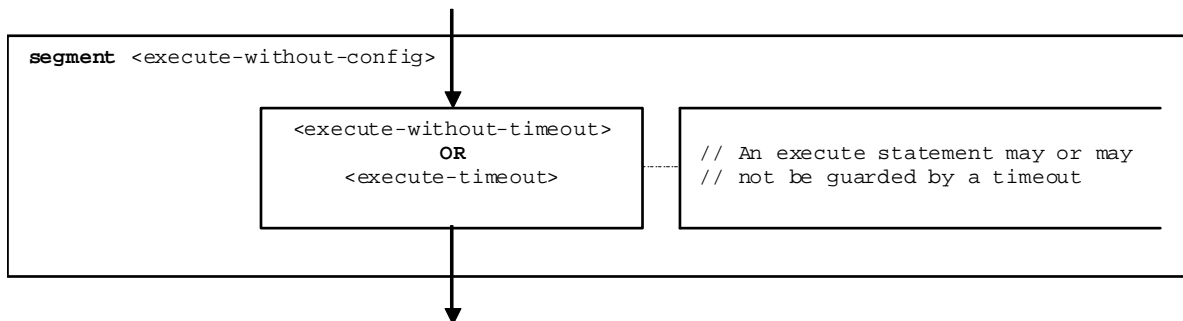 segment <execute-without-config>
<execute-without-timeout>
OR
<execute-timeout>
// An execute statement may or may
// not be guarded by a timeout